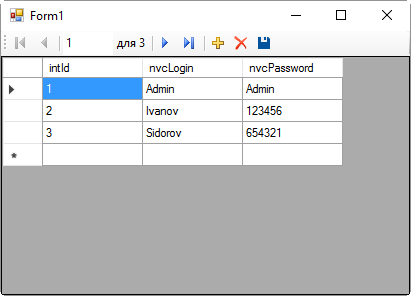 Form1
1 для 3
intId nvcLogin nvcPassword
1 Admin Admin
2 Ivanov 123456
3 Sidorov 654321